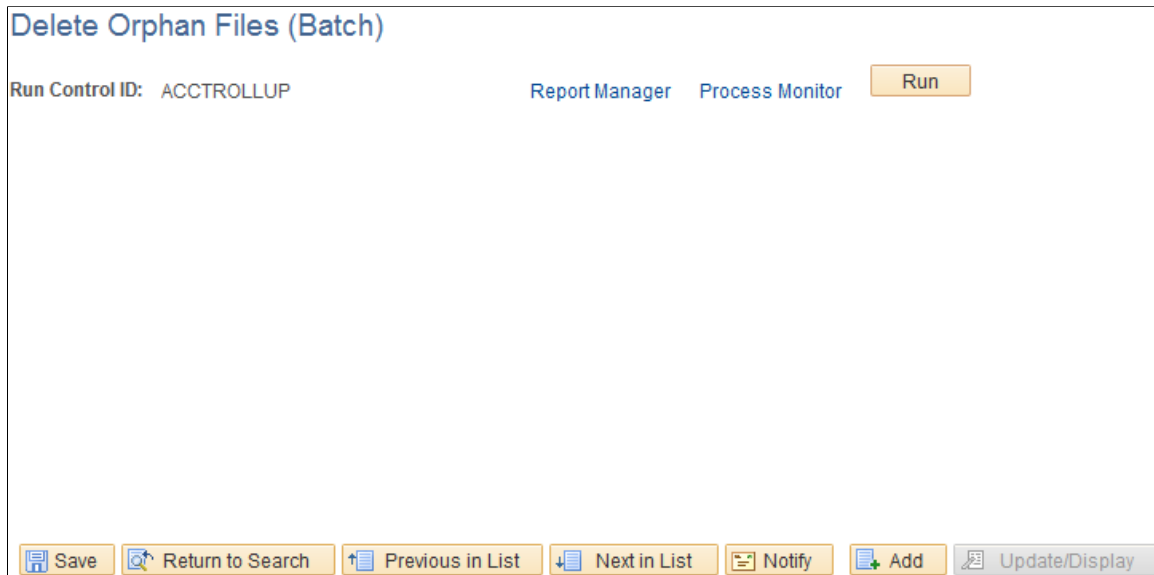 Delete Orphan Files (Batch)
Run Control ID: ACCTROLLUP Report Manager Process Monitor Run
Save Return to Search Previous in List Next in List Notify Add Update/Display